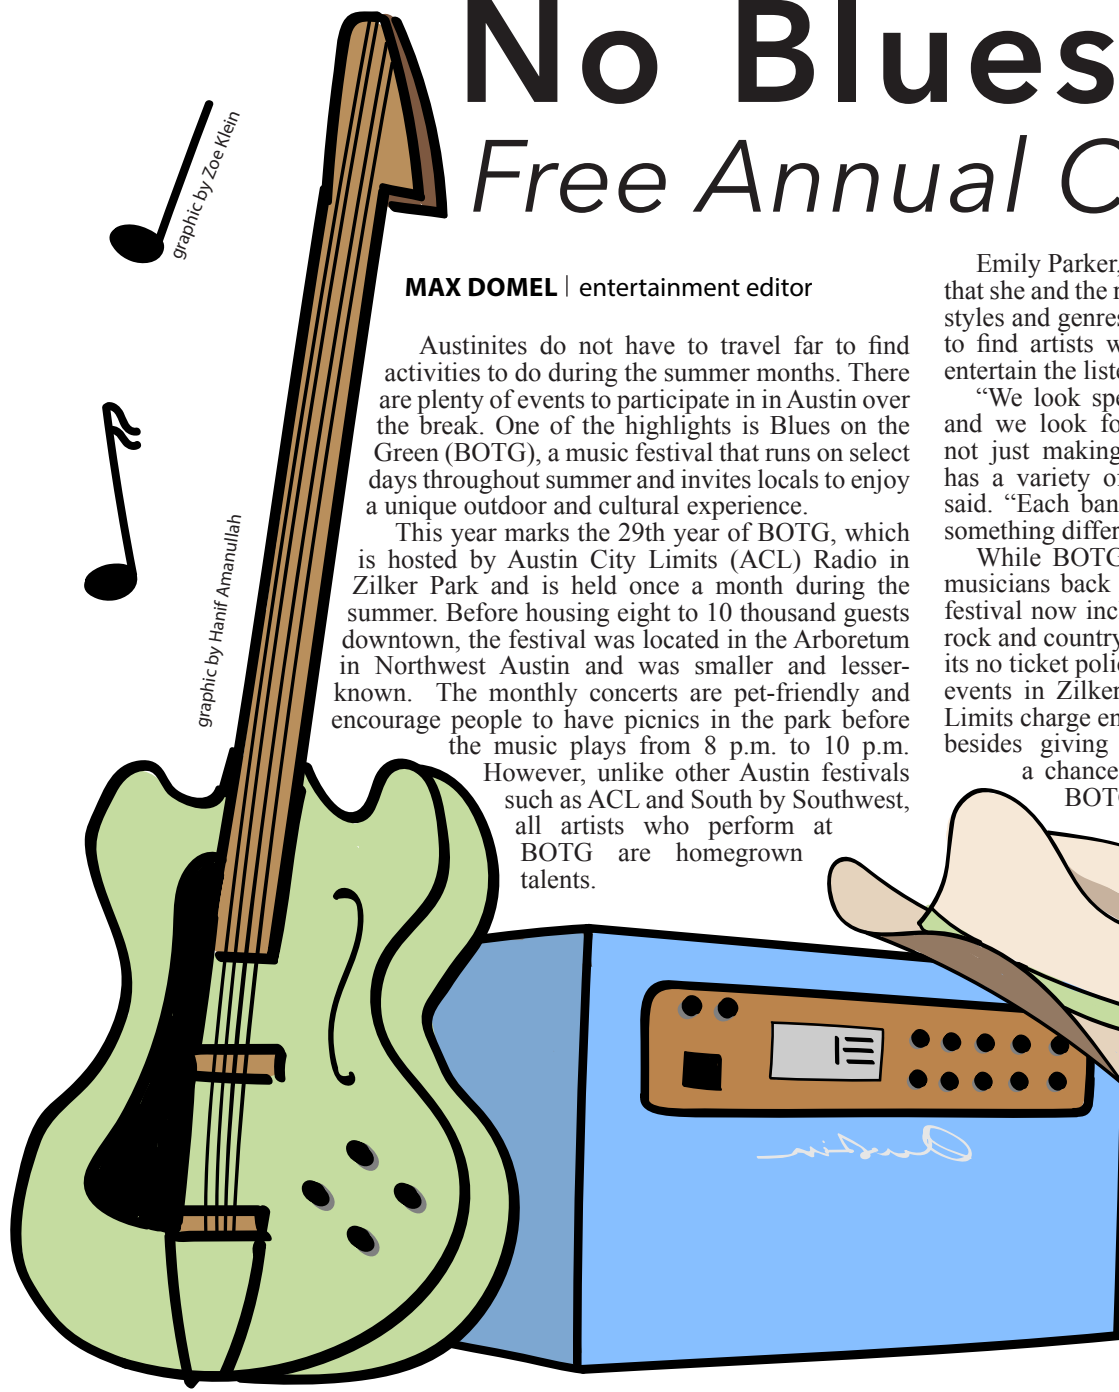 No Blues
Free Annual C
graphic by Zoe Klein
graphic by Hanif Amanullah
MAX DOMEL | entertainment editor
Austinites do not have to travel far to find
activities to do during the summer months. There
are plenty of events to participate in in Austin over
the break. One of the highlights is Blues on the
Green (BOTG), a music festival that runs on select
days throughout summer and invites locals to enjoy
a unique outdoor and cultural experience.
This year marks the 29th year of BOTG, which
is hosted by Austin City Limits (ACL) Radio in
Zilker Park and is held once a month during the
summer. Before housing eight to 10 thousand guests
downtown, the festival was located in the Arboretum
in Northwest Austin and was smaller and lesser-
known. The monthly concerts are pet-friendly and
encourage people to have picnics in the park before
the music plays from 8 p.m. to 10 p.m.
However, unlike other Austin festivals
such as ACL and South by Southwest,
all artists who perform at
BOTG are homegrown
talents.
Emily Parker,
that she and the
styles and genres
to find artists w
entertain the liste
“We look spe
and we look fo
not just making
has a variety o
said. “Each ban
something differ
While BOTG
musicians back
festival now inc
rock and country
its no ticket polic
events in Zilker
Limits charge en
besides giving
a chance
BOTG
Austin